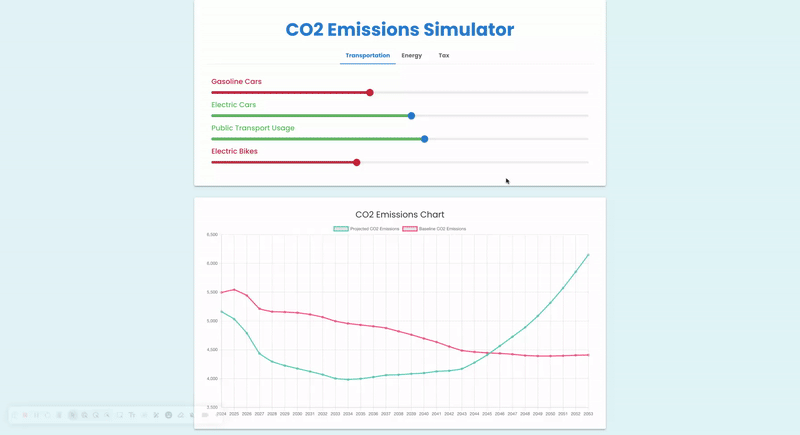 CO2 Emissions Simulator
Transportation Energy Tax
Gasoline Cars
Electric Cars
Public Transport Usage
Electric Bikes
CO2 Emissions Chart
Projected CO2 Emissions Baseline CO2 Emissions
6,500
6,000
5,500
5,000
4,500
4,000
3,500
2024 2025 2026 2027 2028 2029 2030 2031 2032 2033 2034 2035 2036 2037 2038 2039 2040 2041 2042 2043 2044 2045 2046 2047 2048 2049 2050 2051 2052 2053